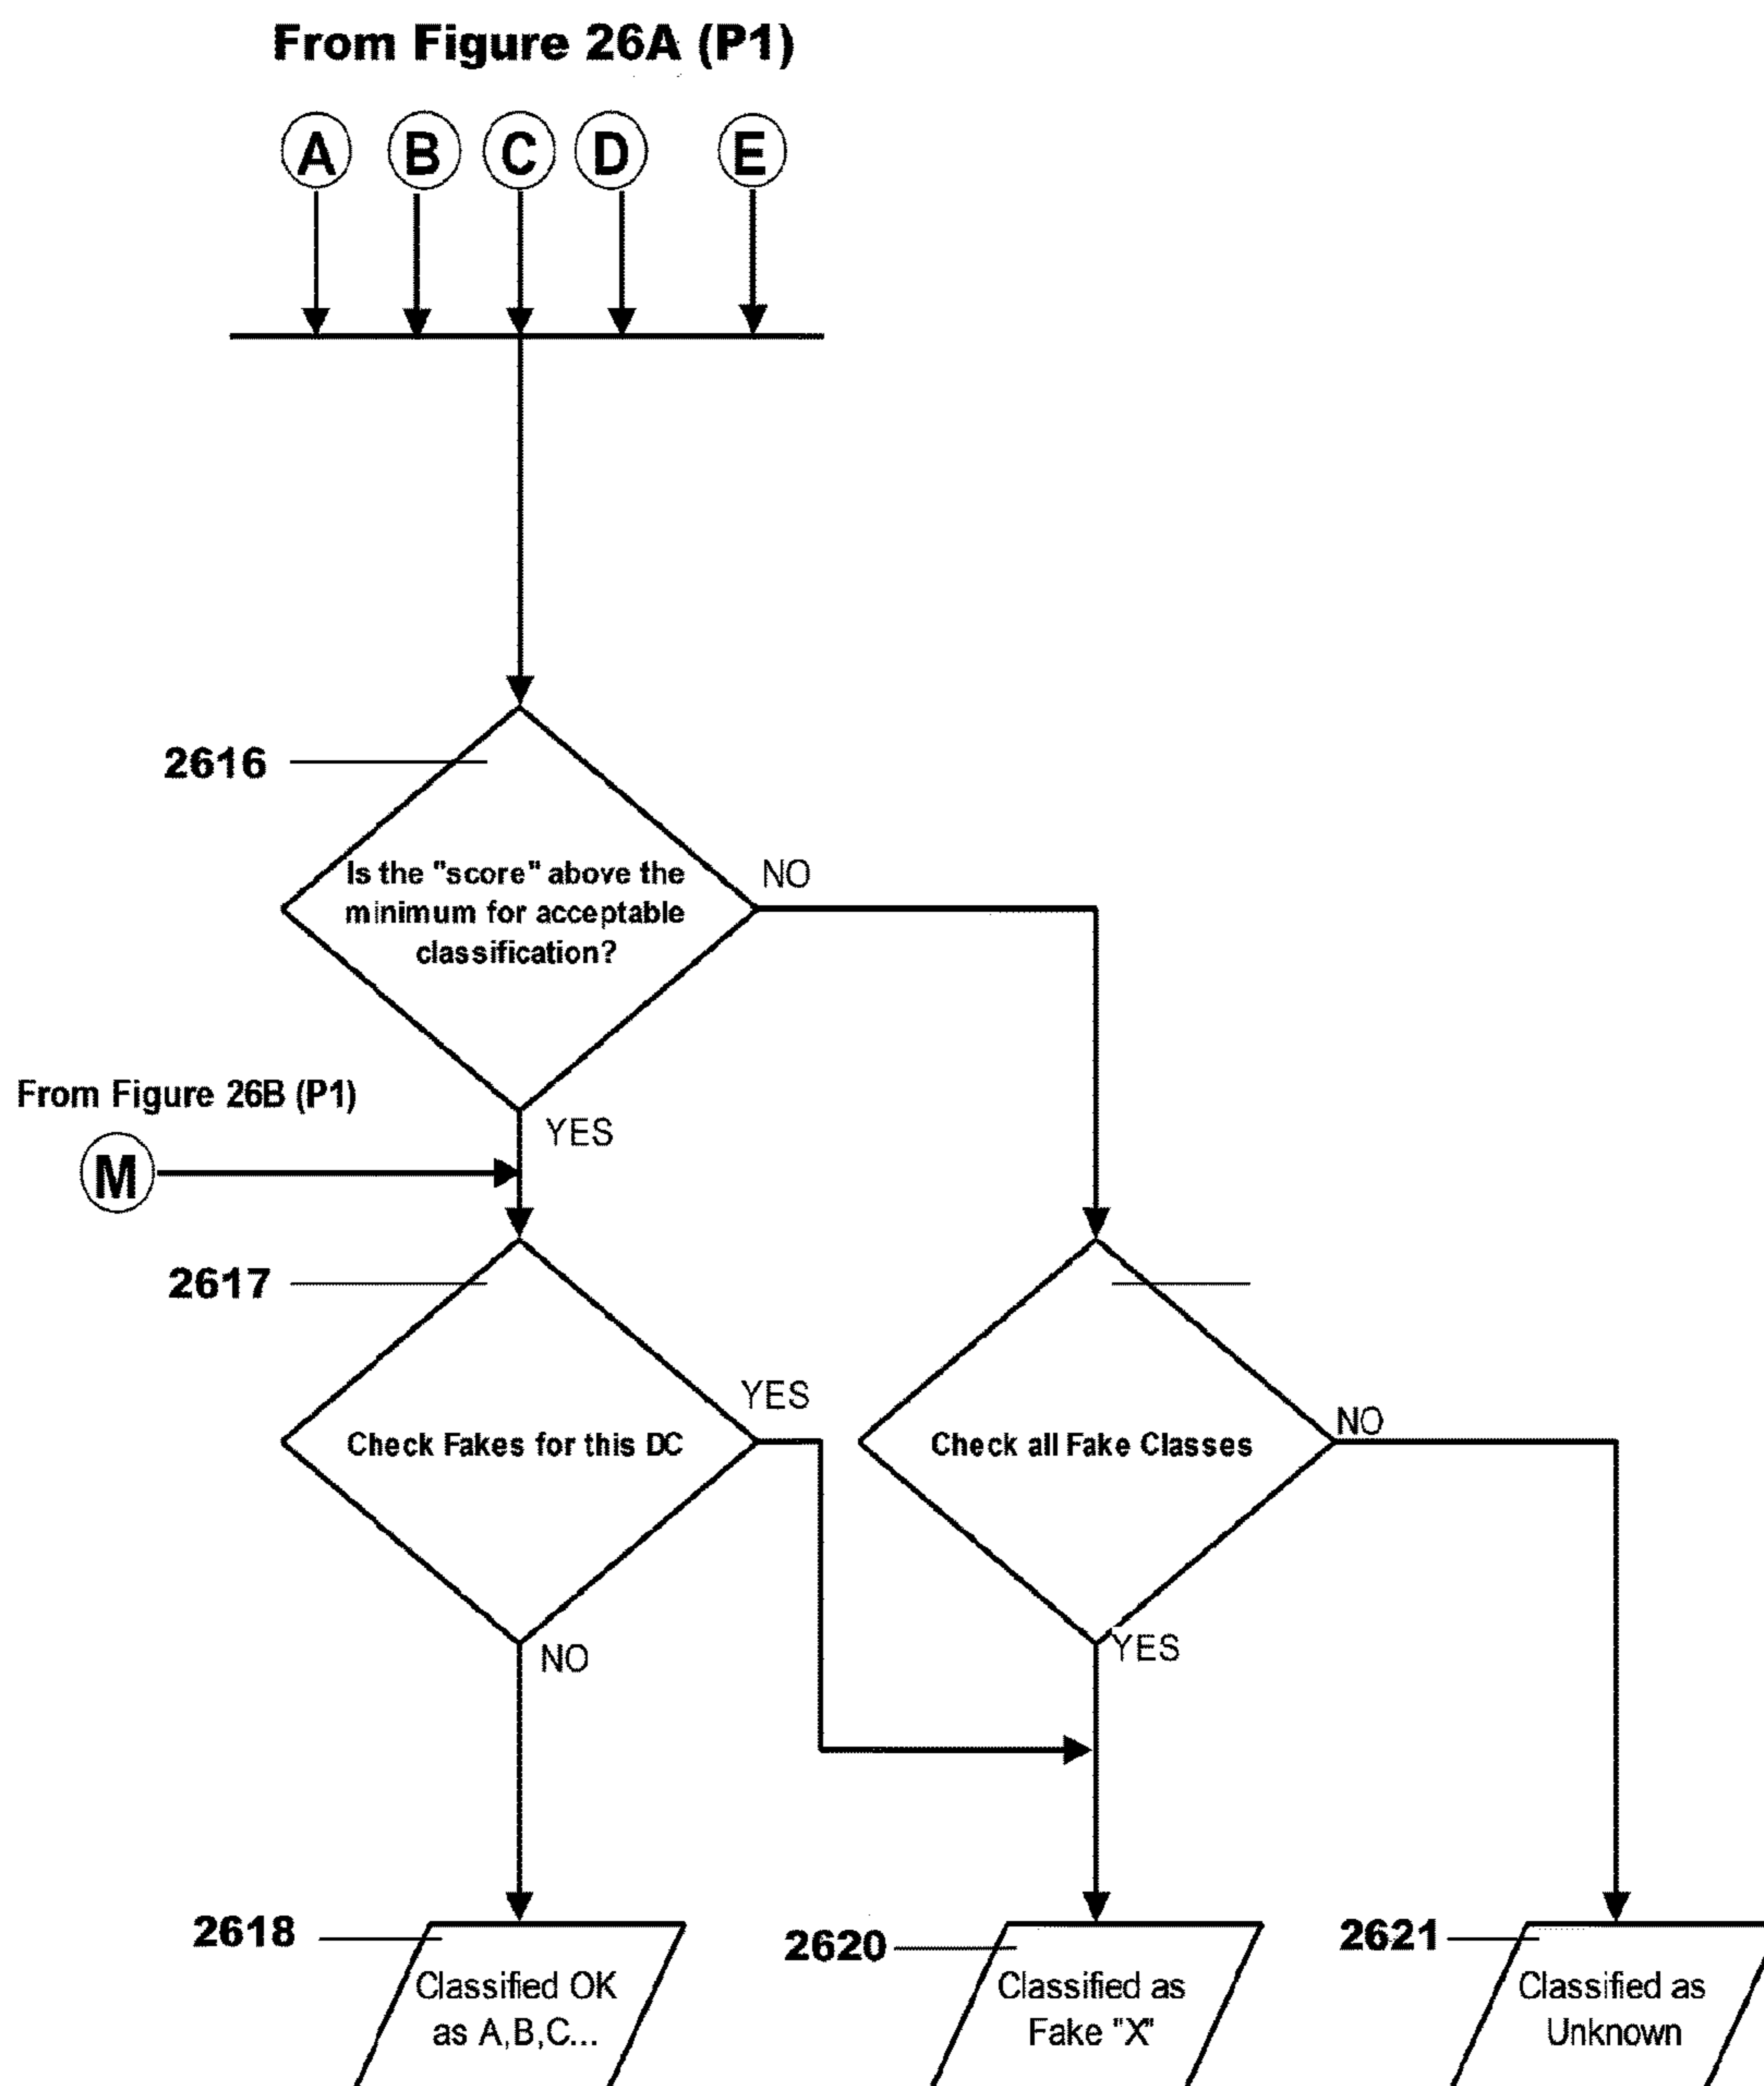 From Figure 26A (P1)
A B C D E
2616
Is the "score" above the
minimum for acceptable
classification?
NO
YES
From Figure 26B (P1)
M
2617
Check Fakes for this DC
YES
NO
Check all Fake Classes
NO
YES
2618
Classified OK
as A,B,C...
2620
Classified as
Fake "X"
2621
Classified as
Unknown